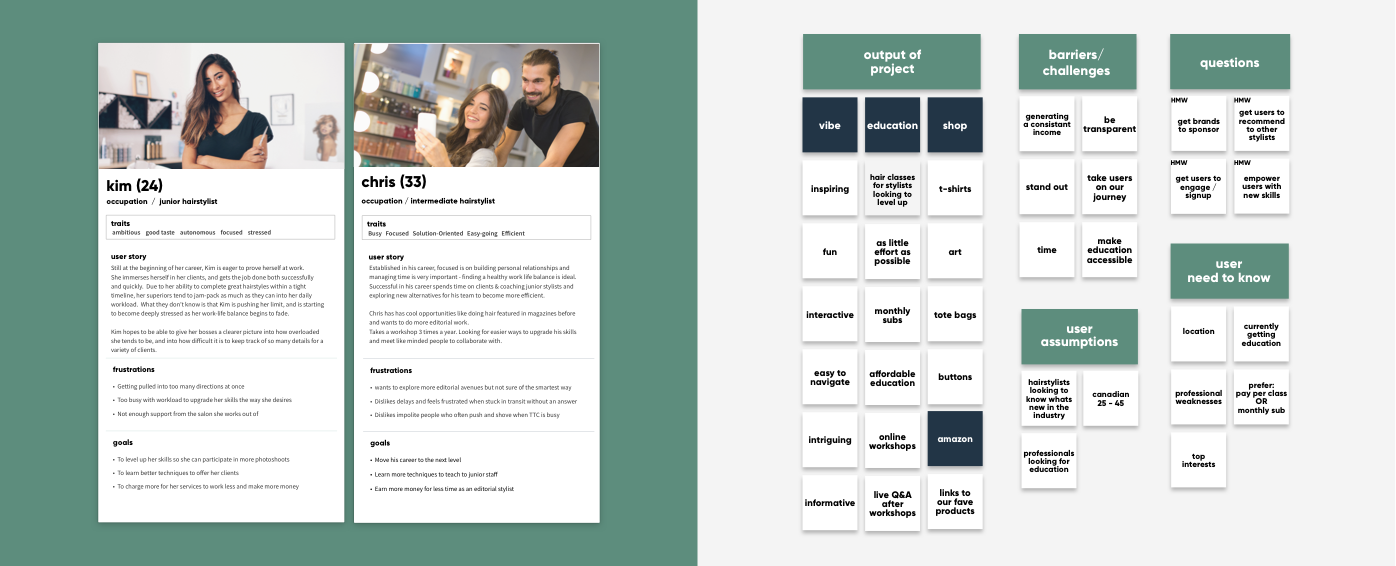 kim (24)
occupation / junior hairstylist
traits
ambitious good taste autonomous focused stressed
user story
Still at the beginning of her career, Kim is eager to prove herself at work.
She immerses herself in her clients, and gets the job done both successfully
and quickly. Due to her ability to complete great hairstyles within a tight
timeline, her superiors tend to jam-pack as much as they can into her daily
workload. What they don't know is that Kim is pushing her limit, and is starting
to become deeply stressed as her work-life balance begins to fade.
Kim hopes to be able to give her bosses a clearer picture into how overloaded
she tends to be, and into how difficult it is to keep track of so many details for a
variety of clients.
frustrations
• Getting pulled into too many directions at once
• Too busy with workload to upgrade her skills the way she desires
• Not enough support from the salon she works out of
goals
• To level up her skills so she can participate in more photoshoots
• To learn better techniques to offer her clients
• To charge more for her services to work less and make more money
chris (33)
occupation / intermediate hairstylist
traits
Busy Focused Solution-Oriented Easy-going Efficient
user story
Established in his career, focused is on building personal relationships and
managing time is very important - finding a healthy work life balance is ideal.
Successful in his career spends time on clients & coaching junior stylists and
exploring new alternatives for his team to become more efficient.
Chris has has cool opportunities like doing hair featured in magazines before
and wants to do more editorial work.
Takes a workshop 3 times a year. Looking for easier ways to upgrade his skills
and meet like minded people to collaborate with.
frustrations
• wants to explore more editorial avenues but not sure of the smartest way
• Dislikes delays and feels frustrated when stuck in transit without an answer
• Dislikes impolite people who often push and shove when TTC is busy
goals
• Move his career to the next level
• Learn more techniques to teach to junior staff
• Earn more money for less time as an editorial stylist
output of
project
vibe
education
shop
inspiring
hair classes
for stylists
looking to
level up
t-shirts
fun
as little
effort as
possible
art
interactive
monthly
subs
tote bags
easy to
navigate
affordable
education
buttons
intriguing
online
workshops
amazon
informative
live Q&A
after
workshops
links to
our fave
products
barriers/
challenges
generating
a consistant
income
be
transparent
stand out
take users
on our
journey
time
make
education
accessible
user
assumptions
hairstylists
looking to
know whats
new in the
industry
canadian
25 - 45
professionals
looking for
education
questions
HMW
get brands
to sponsor
HMW
get users to
recommend
to other
stylists
HMW
get users to
engage /
signup
HMW
empower
users with
new skills
user
need to know
location
currently
getting
education
professional
weaknesses
prefer:
pay per class
OR
monthly sub
top
interests